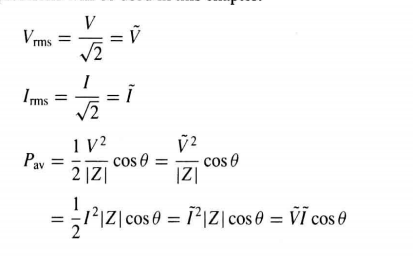 V_rms = V/√2 = Ṽ
I_rms = I/√2 = Ĩ
P_av = 1/2 V²/|Z| cos θ = Ṽ²/|Z| cos θ
= 1/2 I²|Z| cos θ = Ĩ²|Z| cos θ = ṼĨ cos θ